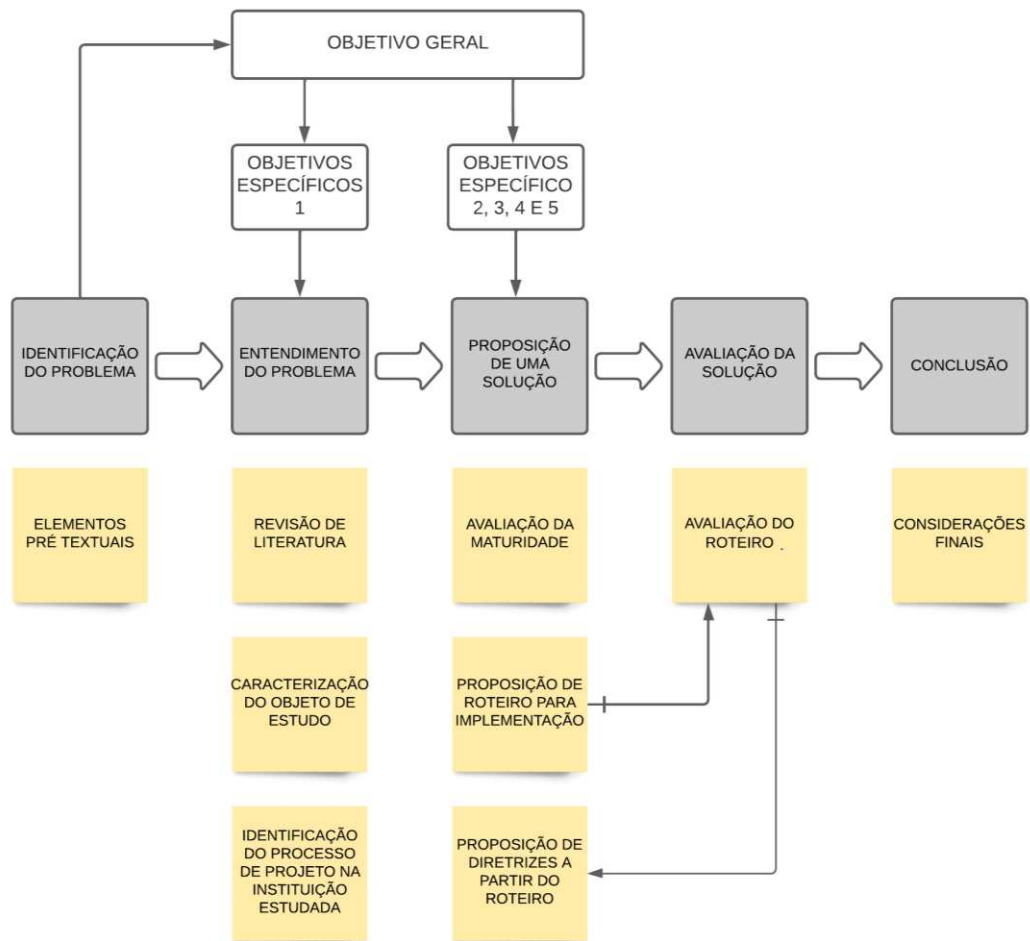 OBJETIVO GERAL
OBJETIVOS
ESPECÍFICOS
1
OBJETIVOS
ESPECÍFICO
2, 3, 4 E 5
IDENTIFICAÇÃO
DO PROBLEMA
ENTENDIMENTO
DO PROBLEMA
PROPOSIÇÃO
DE UMA
SOLUÇÃO
AVALIAÇÃO DA
SOLUÇÃO
CONCLUSÃO
ELEMENTOS
PRÉ TEXTUAIS
REVISÃO DE
LITERATURA
AVALIAÇÃO DA
MATURIDADE
AVALIAÇÃO DO
ROTEIRO .
CONSIDERAÇÕES
FINAIS
CARACTERIZAÇÃO
DO OBJETO DE
ESTUDO
PROPOSIÇÃO DE
ROTEIRO PARA
IMPLEMENTAÇÃO
IDENTIFICAÇÃO
DO PROCESSO
DE PROJETO NA
INSTITUIÇÃO
ESTUDADA
PROPOSIÇÃO DE
DIRETRIZES A
PARTIR DO
ROTEIRO